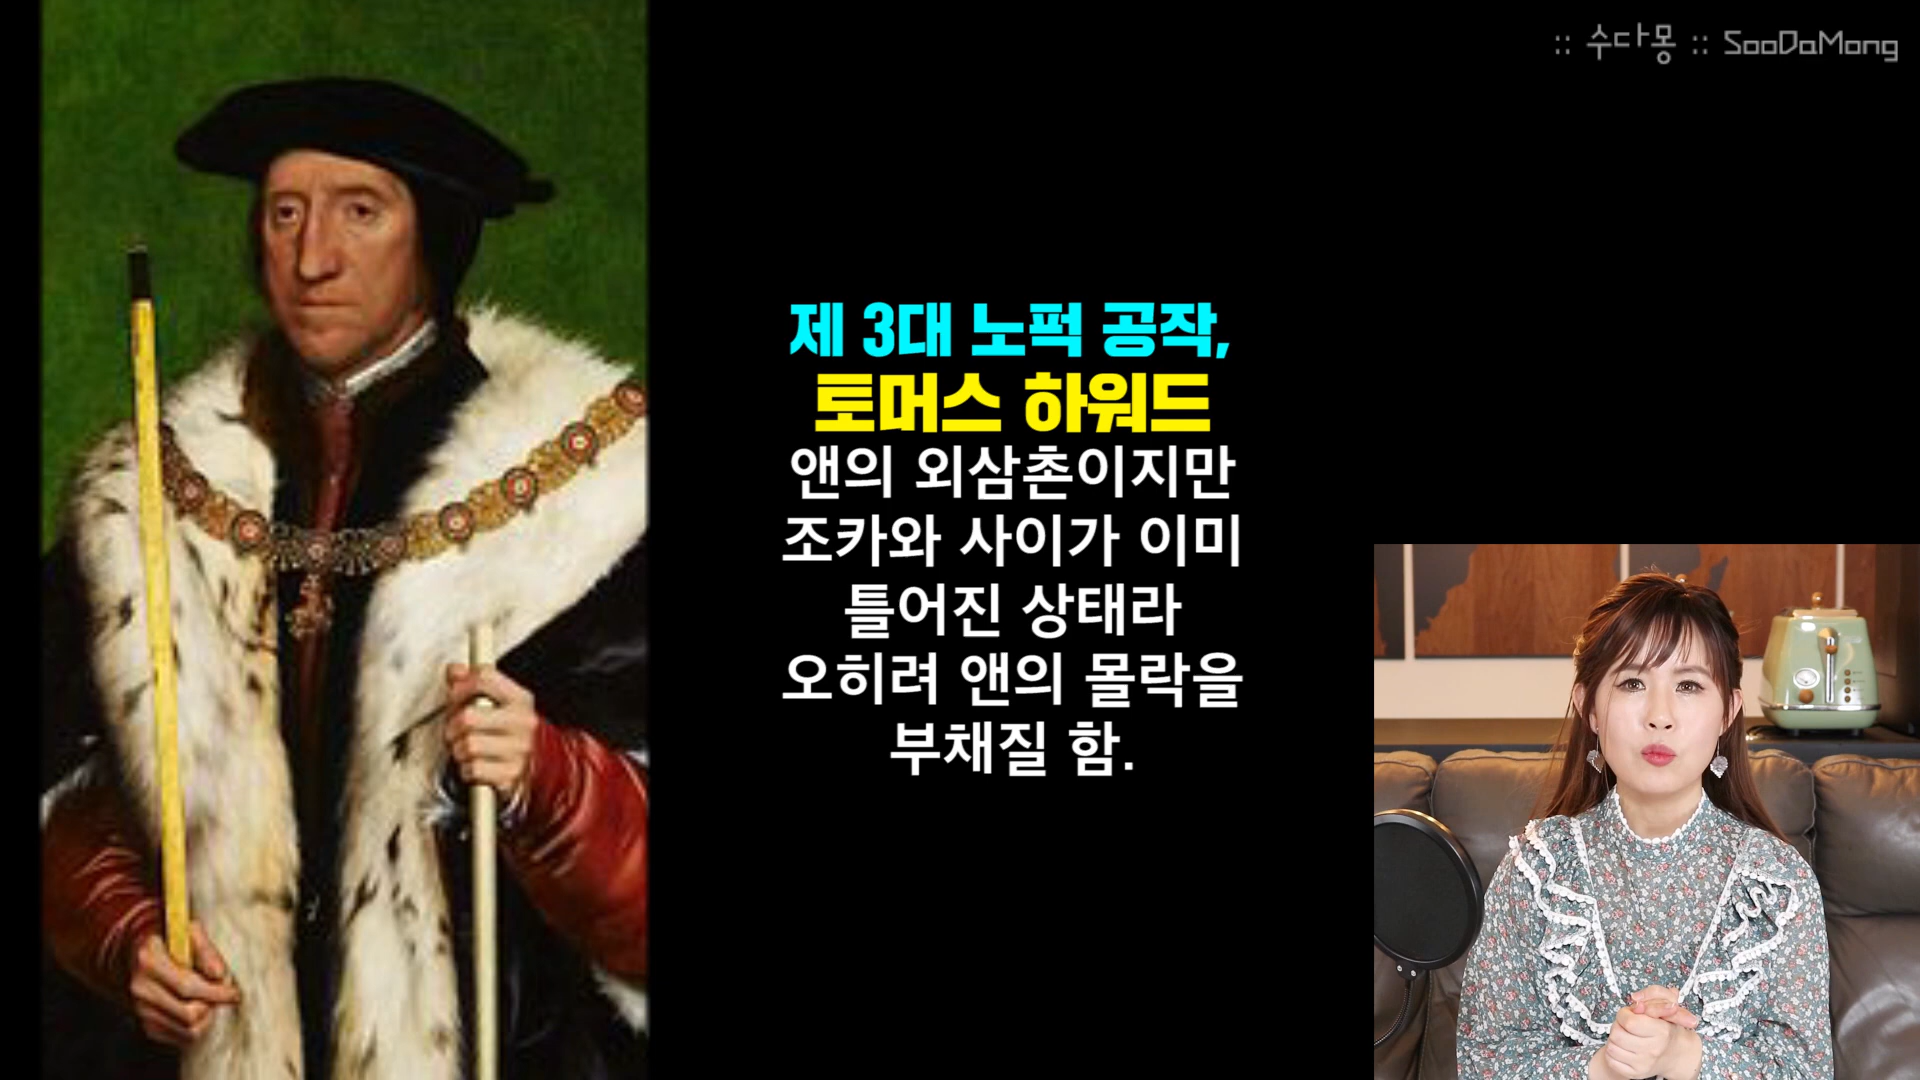 :: 수다몽 :: SooDaMong
제 3대 노퍽 공작,
토머스 하워드
앤의 외삼촌이지만
조카와 사이가 이미
틀어진 상태라
오히려 앤의 몰락을
부채질 함.